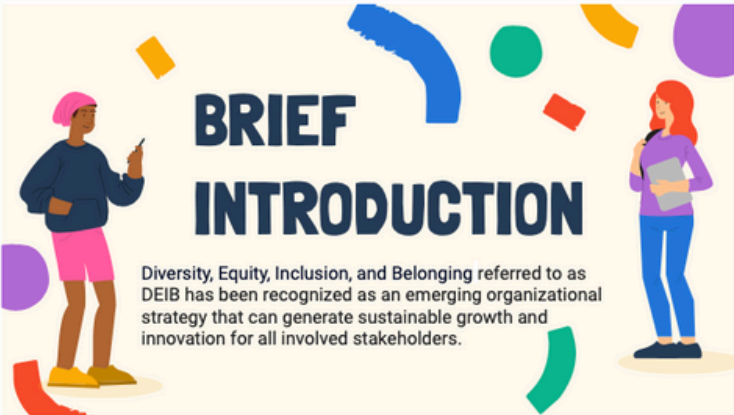 BRIEF
INTRODUCTION
Diversity, Equity, Inclusion, and Belonging referred to as
DEIB has been recognized as an emerging organizational
strategy that can generate sustainable growth and
innovation for all involved stakeholders.